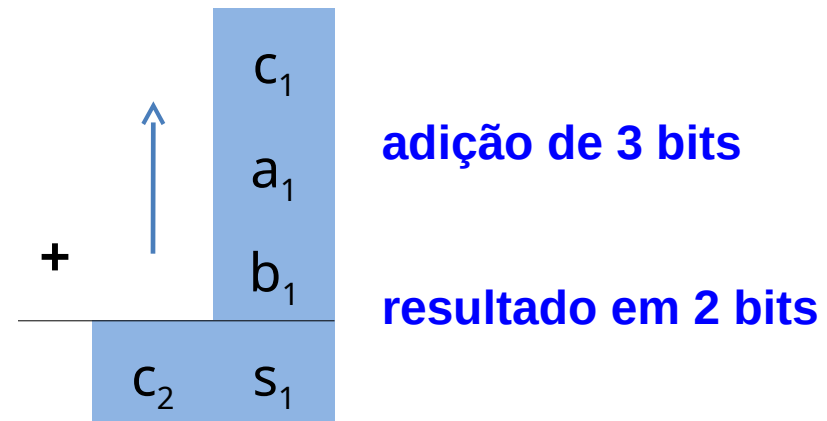 c₁
adição de 3 bits
a₁
+
b₁
resultado em 2 bits
c₂ s₁